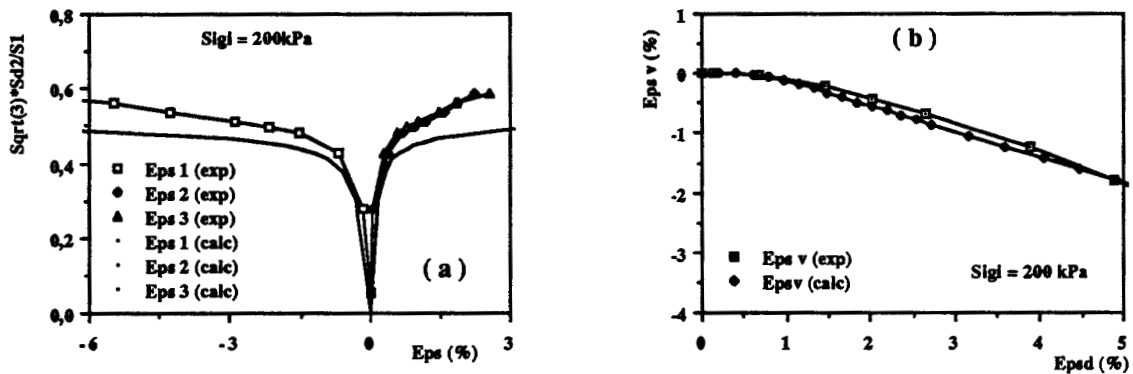 0,8
Sigi = 200kPa
0,6
0,4
0,2
0,0
Sqrt(3)*Sd2/S1
Eps 1 (exp)
Eps 2 (exp)
Eps 3 (exp)
Eps 1 (calc)
Eps 2 (calc)
Eps 3 (calc)
( a )
-6
-3
0
3
Eps (%)
1
0
-1
-2
-3
-4
Eps v (%)
( b )
Eps v (exp)
Epsv (calc)
Sigi = 200 kPa
0
1
2
3
4
5
Epsd (%)